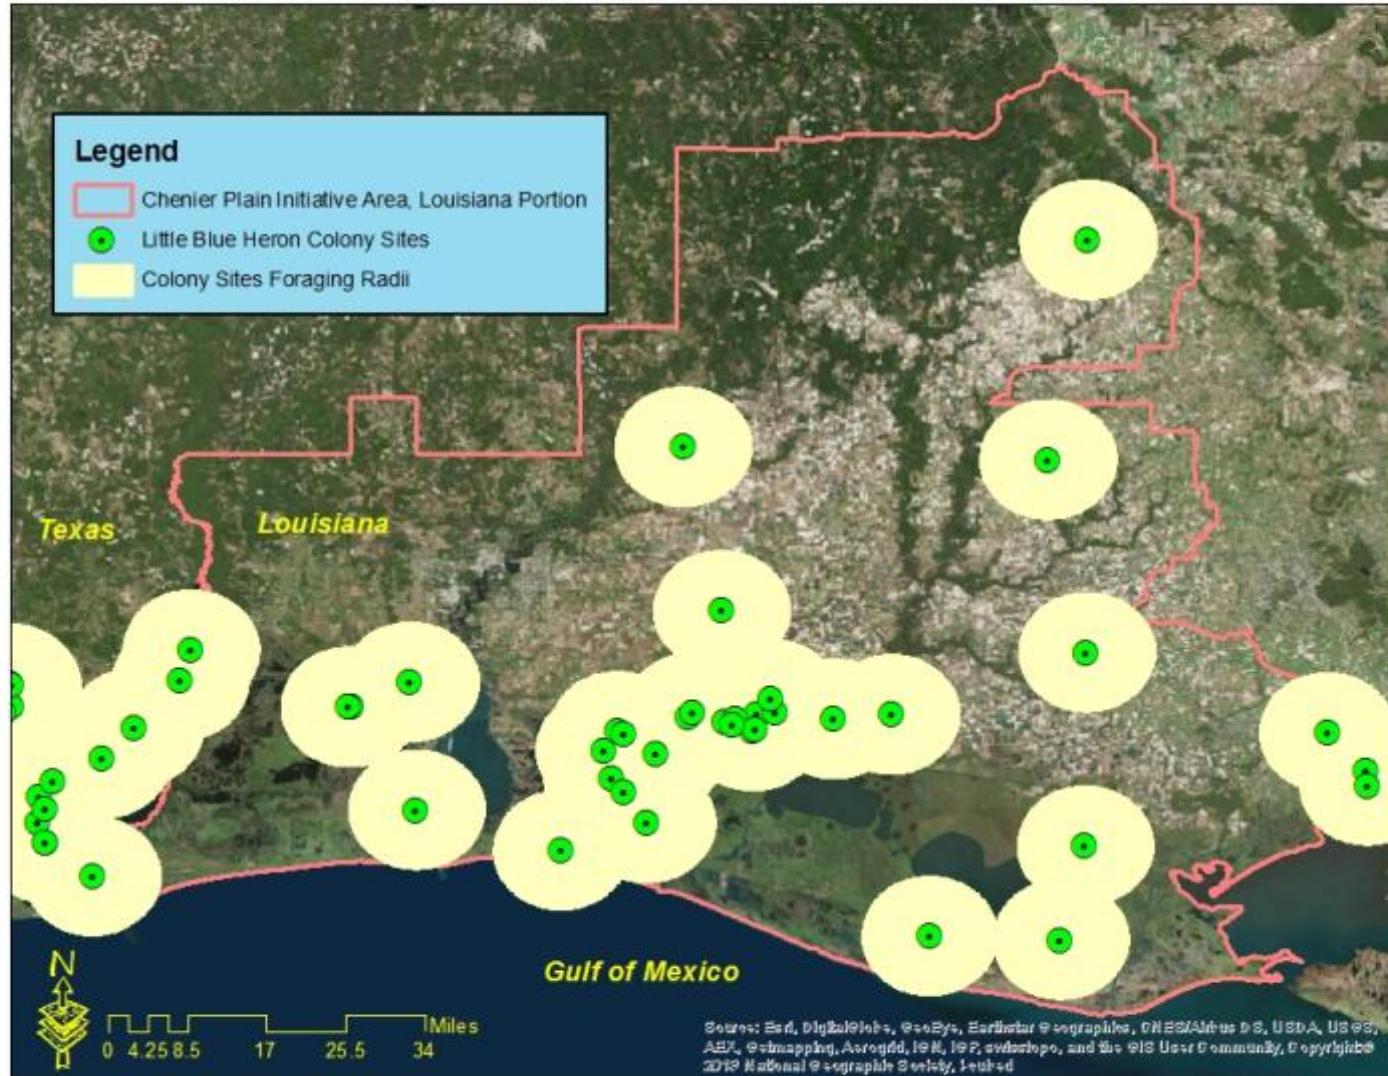 Legend
Chenier Plain Initiative Area, Louisiana Portion
Little Blue Heron Colony Sites
Colony Sites Foraging Radii
Texas
Louisiana
Gulf of Mexico
N
Miles
0 4.25 8.5 17 25.5 34
Source: Esri, DigitalGlobe, GeoEye, Earthstar Geographics, CNES/Airbus DS, USDA, USGS,
AEX, Getmapping, Aerogrid, IGN, IGP, swisstopo, and the GIS User Community, Copyright:©
2013 National Geographic Society, i-cubed